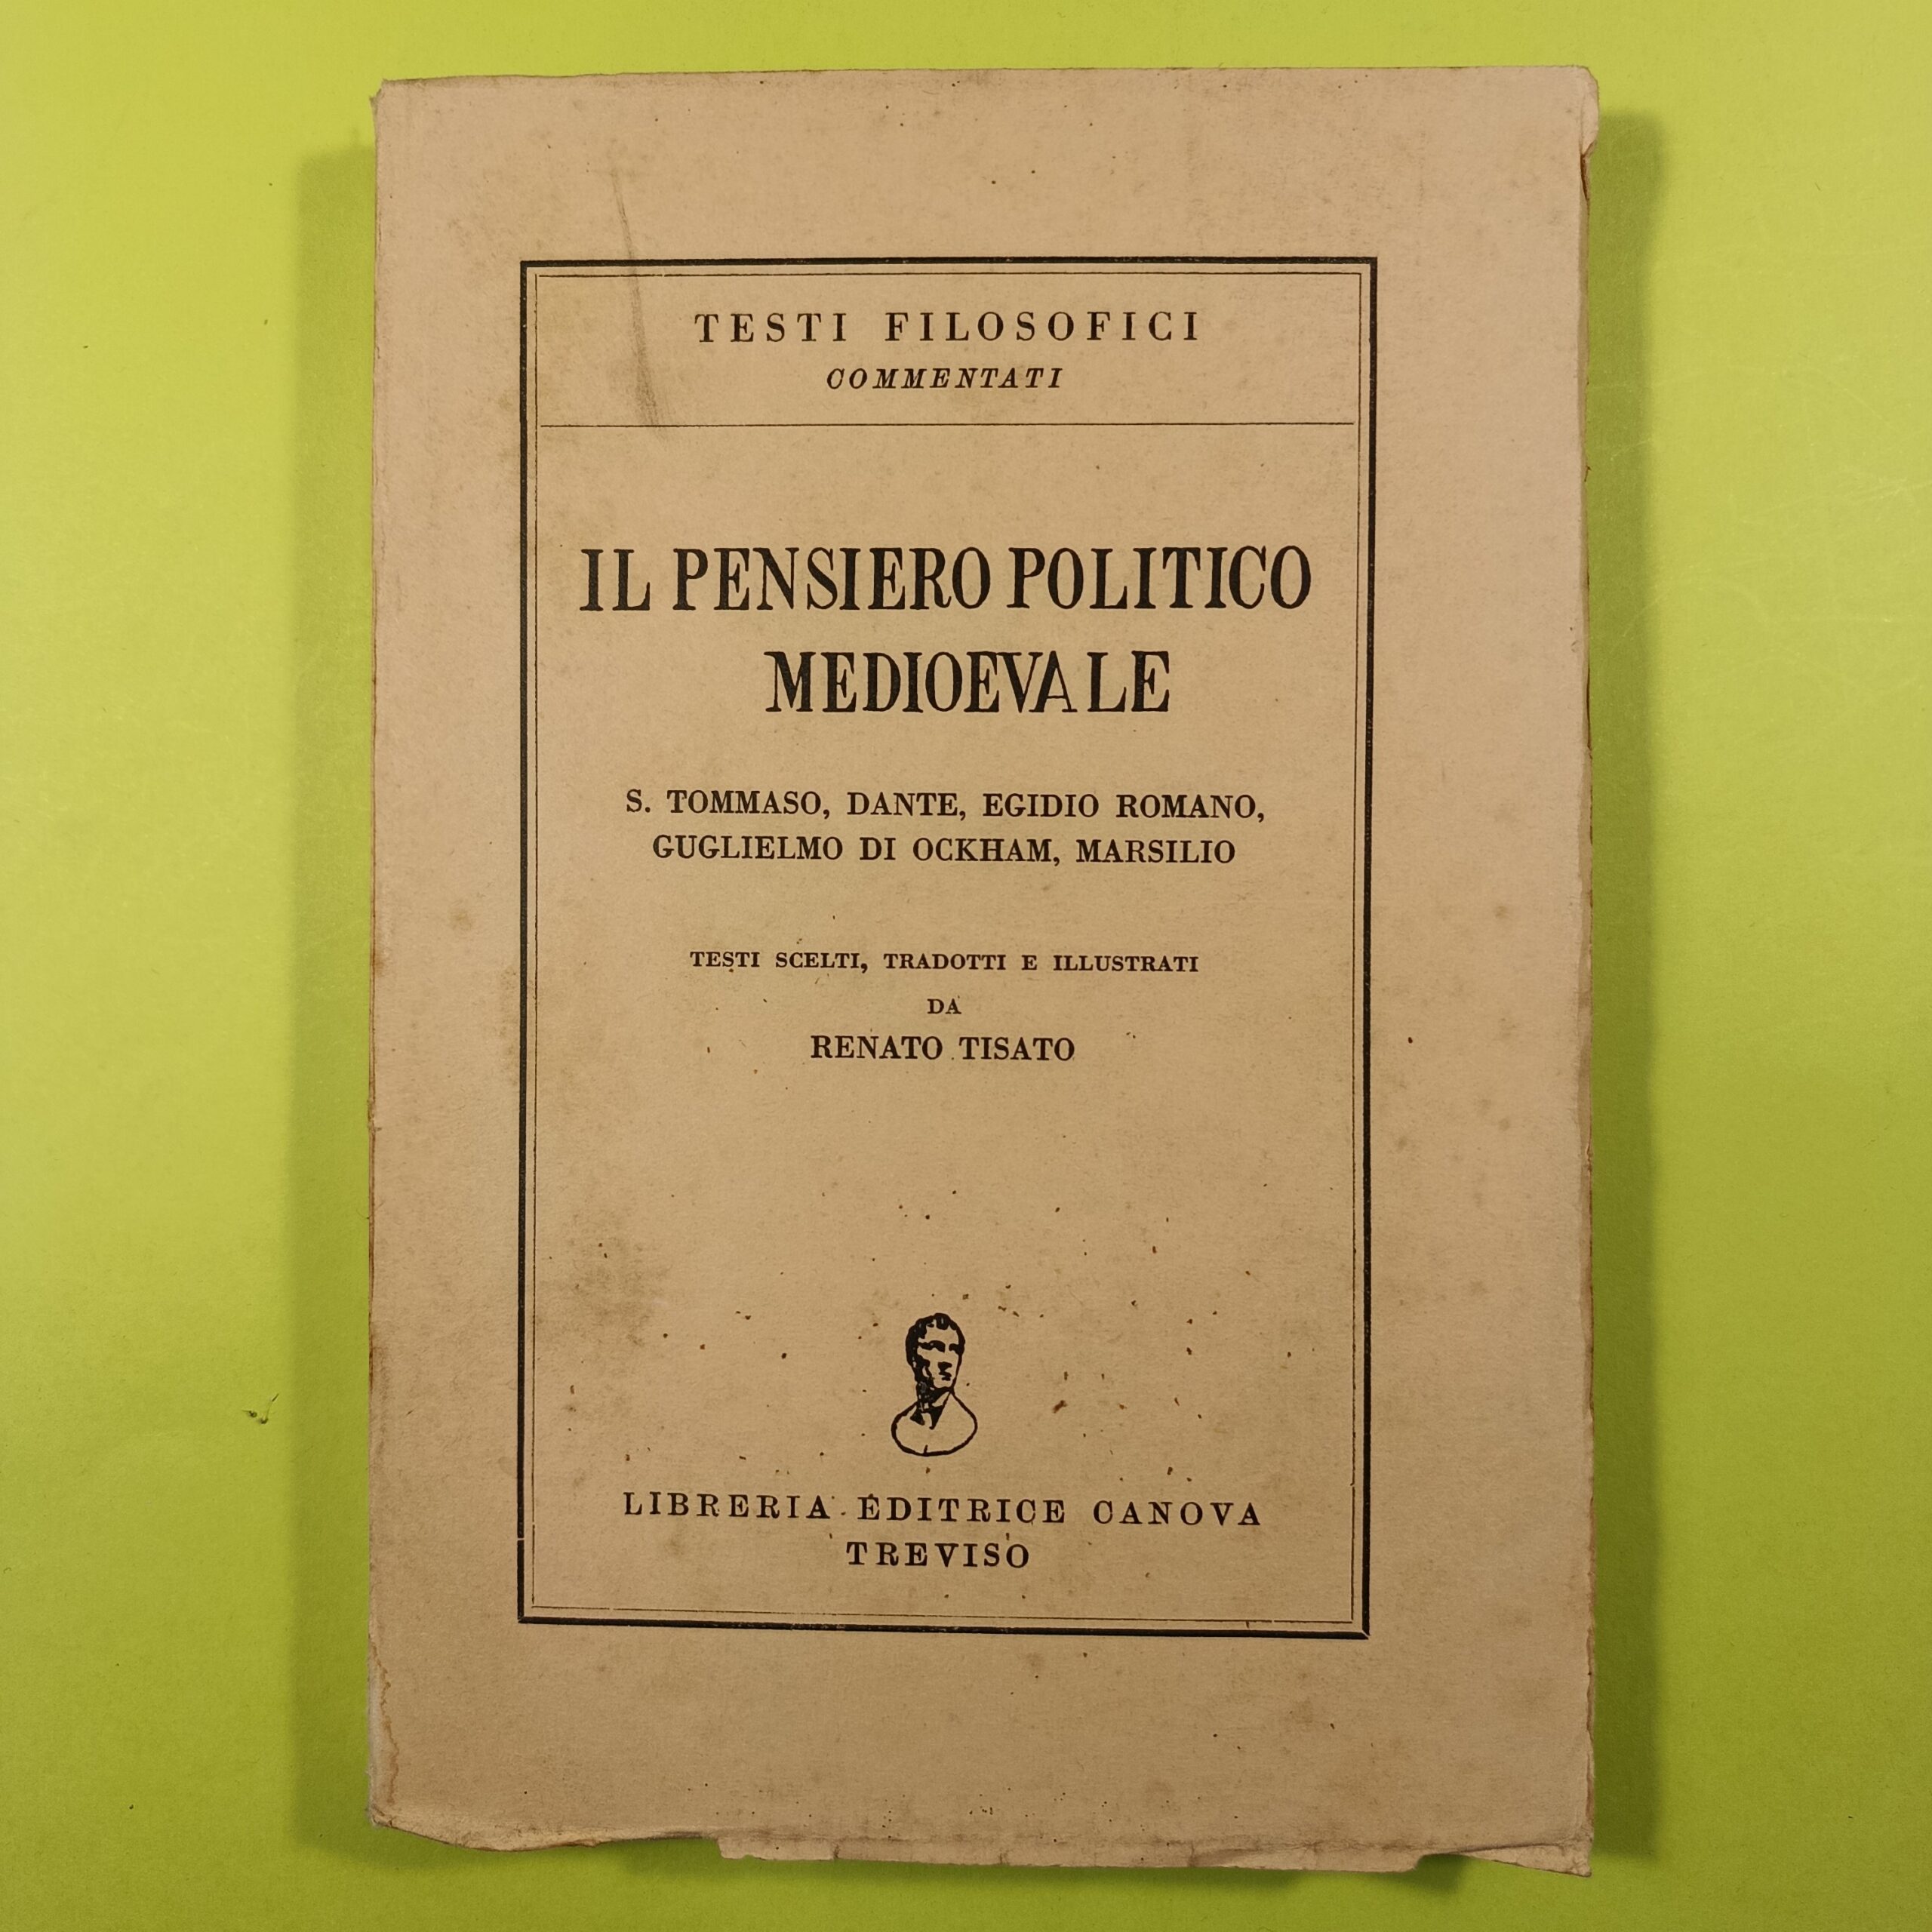 TESTI FILOSOFICI
COMMENTATI
IL PENSIERO POLITICO
MEDIOEVALE
S. TOMMASO, DANTE, EGIDIO ROMANO,
GUGLIELMO DI OCKHAM, MARSILIO
TESTI SCELTI, TRADOTTI E ILLUSTRATI
DA
RENATO TISATO
LIBRERIA EDITRICE CANOVA
TREVISO